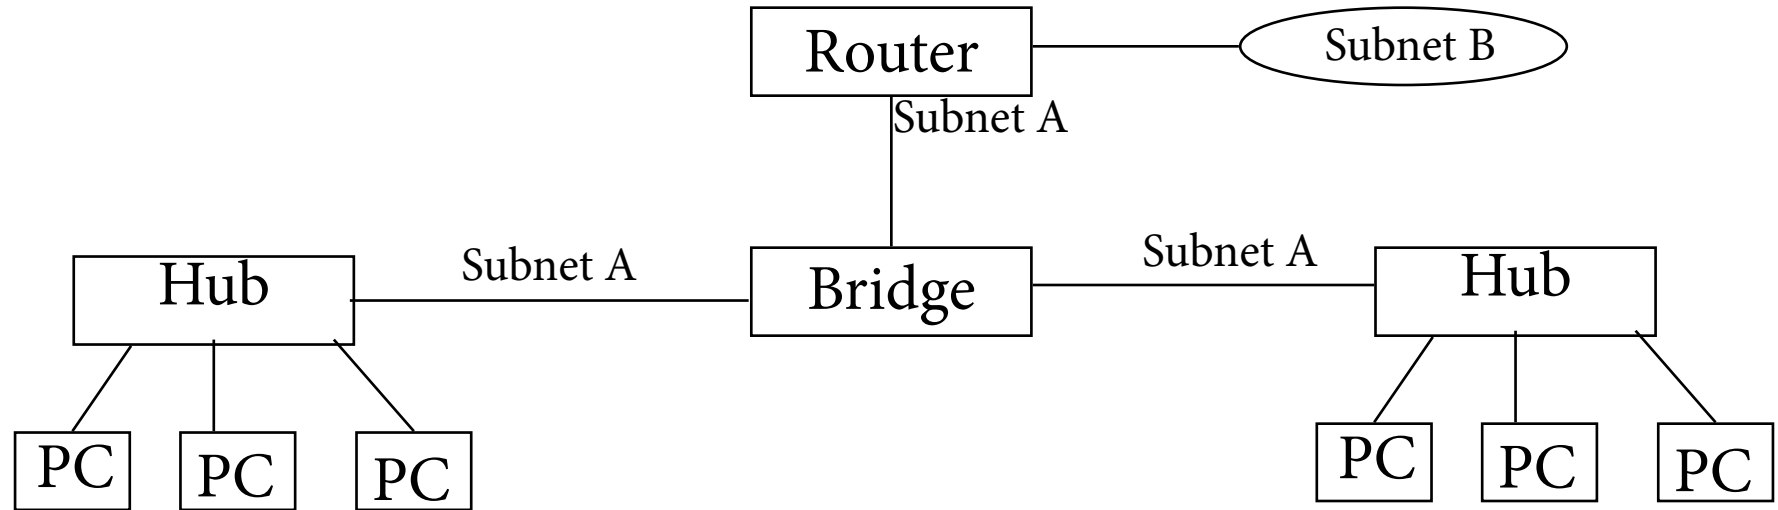 Router
Subnet B
Subnet A
Hub
Subnet A
Bridge
Subnet A
Hub
PC
PC
PC
PC
PC
PC